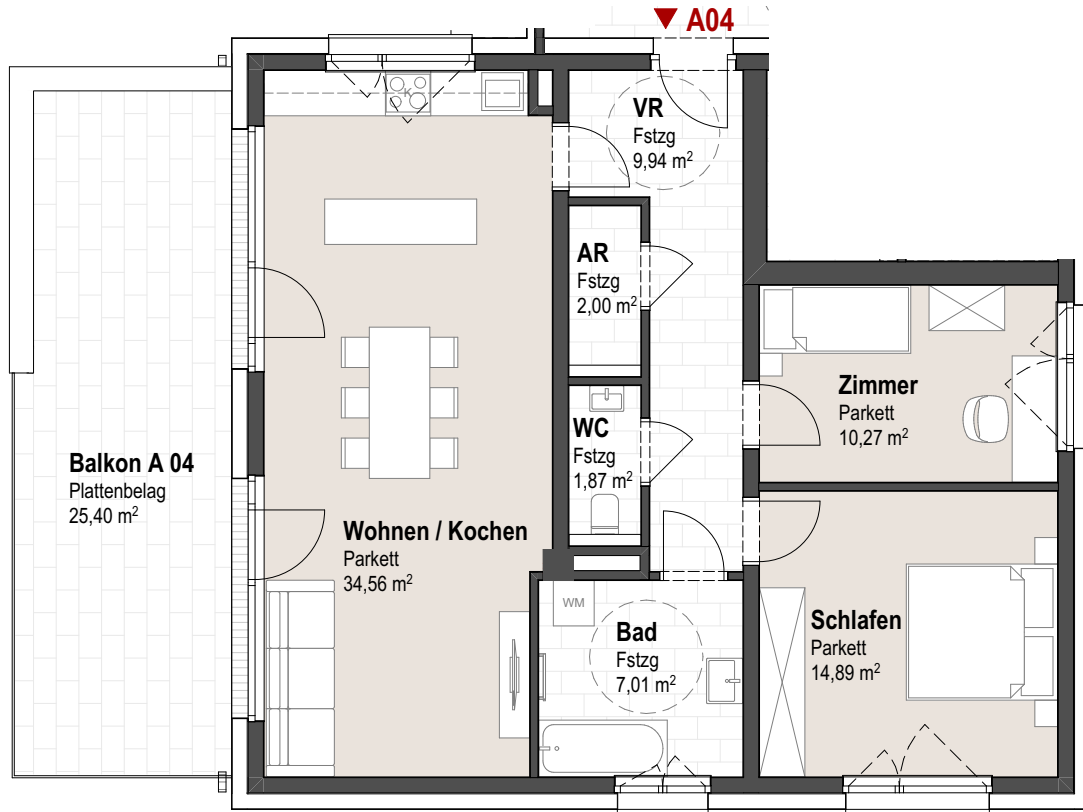 A04
VR
Fstzg
9,94 m²
K
AR
Fstzg
2,00 m²
Zimmer
Parkett
10,27 m²
WC
Fstzg
1,87 m²
Balkon A 04
Plattenbelag
25,40 m²
Wohnen / Kochen
Parkett
34,56 m²
WM
Bad
Fstzg
7,01 m²
Schlafen
Parkett
14,89 m²